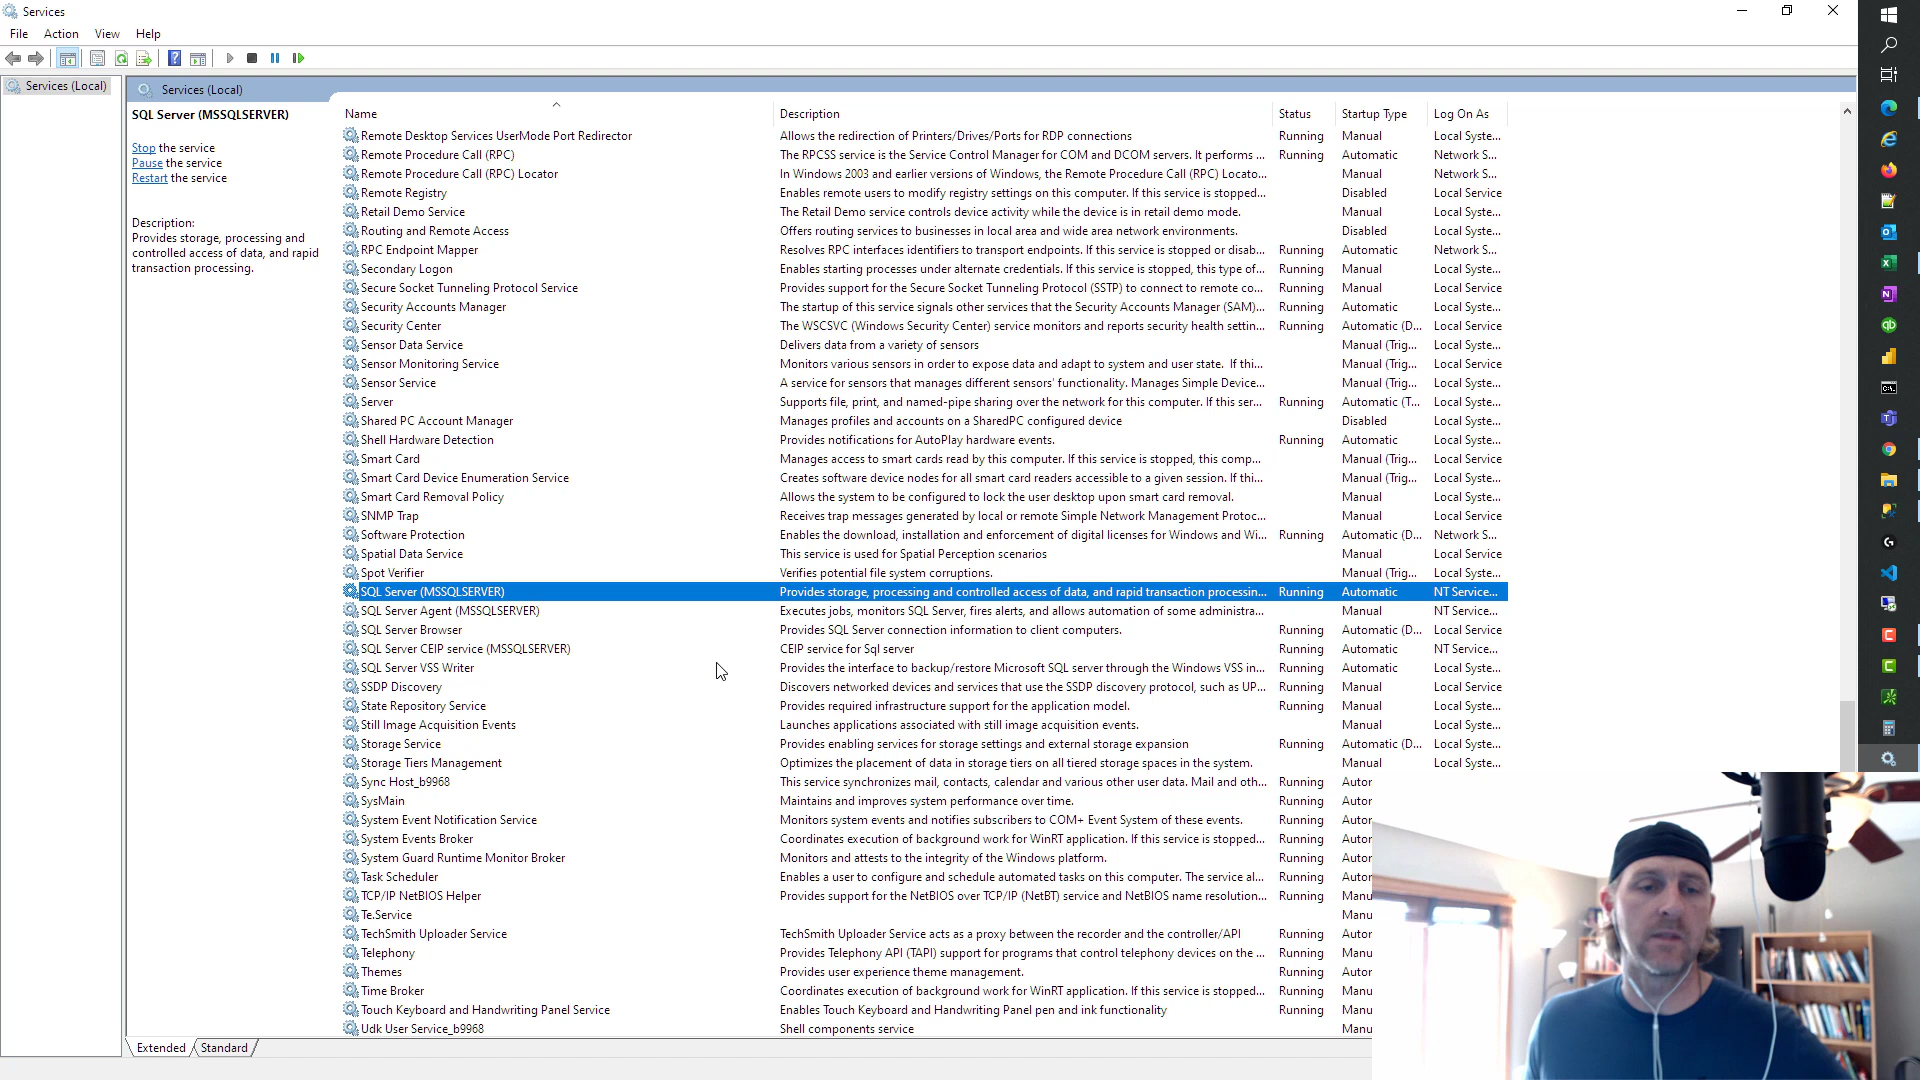 Services
File Action View Help
Services (Local)
Services (Local)
SQL Server (MSSQLSERVER)
Stop the service
Pause the service
Restart the service
Description:
Provides storage, processing and
controlled access of data, and rapid
transaction processing.
Name Description Status Startup Type Log On As
Remote Desktop Services UserMode Port Redirector Allows the redirection of Printers/Drives/Ports for RDP connections Running Manual Local Syste...
Remote Procedure Call (RPC) The RPCSS service is the Service Control Manager for COM and DCOM servers. It performs ... Running Automatic Network S...
Remote Procedure Call (RPC) Locator In Windows 2003 and earlier versions of Windows, the Remote Procedure Call (RPC) Locato... Manual Network S...
Remote Registry Enables remote users to modify registry settings on this computer. If this service is stopped... Disabled Local Service
Retail Demo Service The Retail Demo service controls device activity while the device is in retail demo mode. Manual Local Syste...
Routing and Remote Access Offers routing services to businesses in local area and wide area network environments. Disabled Local Syste...
RPC Endpoint Mapper Resolves RPC interfaces identifiers to transport endpoints. If this service is stopped or disab... Running Automatic Network S...
Secondary Logon Enables starting processes under alternate credentials. If this service is stopped, this type of... Running Manual Local Syste...
Secure Socket Tunneling Protocol Service Provides support for the Secure Socket Tunneling Protocol (SSTP) to connect to remote co... Running Manual Local Service
Security Accounts Manager The startup of this service signals other services that the Security Accounts Manager (SAM)... Running Automatic Local Syste...
Security Center The WSCSVC (Windows Security Center) service monitors and reports security health settin... Running Automatic (D... Local Service
Sensor Data Service Delivers data from a variety of sensors Manual (Trig... Local Syste...
Sensor Monitoring Service Monitors various sensors in order to expose data and adapt to system and user state. If thi... Manual (Trig... Local Service
Sensor Service A service for sensors that manages different sensors' functionality. Manages Simple Device... Manual (Trig... Local Syste...
Server Supports file, print, and named-pipe sharing over the network for this computer. If this ser... Running Automatic (T... Local Syste...
Shared PC Account Manager Manages profiles and accounts on a SharedPC configured device Disabled Local Syste...
Shell Hardware Detection Provides notifications for AutoPlay hardware events. Running Automatic Local Syste...
Smart Card Manages access to smart cards read by this computer. If this service is stopped, this comp... Manual (Trig... Local Service
Smart Card Device Enumeration Service Creates software device nodes for all smart card readers accessible to a given session. If thi... Manual (Trig... Local Syste...
Smart Card Removal Policy Allows the system to be configured to lock the user desktop upon smart card removal. Manual Local Syste...
SNMP Trap Receives trap messages generated by local or remote Simple Network Management Protoc... Manual Local Service
Software Protection Enables the download, installation and enforcement of digital licenses for Windows and Wi... Running Automatic (D... Network S...
Spatial Data Service This service is used for Spatial Perception scenarios Manual Local Service
Spot Verifier Verifies potential file system corruptions. Manual (Trig... Local Syste...
SQL Server (MSSQLSERVER) Provides storage, processing and controlled access of data, and rapid transaction processin... Running Automatic NT Service...
SQL Server Agent (MSSQLSERVER) Executes jobs, monitors SQL Server, fires alerts, and allows automation of some administra... Manual NT Service...
SQL Server Browser Provides SQL Server connection information to client computers. Running Automatic (D... Local Service
SQL Server CEIP service (MSSQLSERVER) CEIP service for Sql server Running Automatic NT Service...
SQL Server VSS Writer Provides the interface to backup/restore Microsoft SQL server through the Windows VSS in... Running Automatic Local Syste...
SSDP Discovery Discovers networked devices and services that use the SSDP discovery protocol, such as UP... Running Manual Local Service
State Repository Service Provides required infrastructure support for the application model. Running Manual Local Syste...
Still Image Acquisition Events Launches applications associated with still image acquisition events. Manual Local Syste...
Storage Service Provides enabling services for storage settings and external storage expansion Running Automatic (D... Local Syste...
Storage Tiers Management Optimizes the placement of data in storage tiers on all tiered storage spaces in the system. Manual Local Syste...
Sync Host_b9968 This service synchronizes mail, contacts, calendar and various other user data. Mail and oth... Running Autor
SysMain Maintains and improves system performance over time. Running Autor
System Event Notification Service Monitors system events and notifies subscribers to COM+ Event System of these events. Running Autor
System Events Broker Coordinates execution of background work for WinRT application. If this service is stopped... Running Autor
System Guard Runtime Monitor Broker Monitors and attests to the integrity of the Windows platform. Running Autor
Task Scheduler Enables a user to configure and schedule automated tasks on this computer. The service al... Running Autor
TCP/IP NetBIOS Helper Provides support for the NetBIOS over TCP/IP (NetBT) service and NetBIOS name resolution... Running Manu
Te.Service Manu
TechSmith Uploader Service TechSmith Uploader Service acts as a proxy between the recorder and the controller/API Running Autor
Telephony Provides Telephony API (TAPI) support for programs that control telephony devices on the ... Running Manu
Themes Provides user experience theme management. Running Autor
Time Broker Coordinates execution of background work for WinRT application. If this service is stopped... Running Manu
Touch Keyboard and Handwriting Panel Service Enables Touch Keyboard and Handwriting Panel pen and ink functionality Running Manu
Udk User Service_b9968 Shell components service Manu
Extended Standard